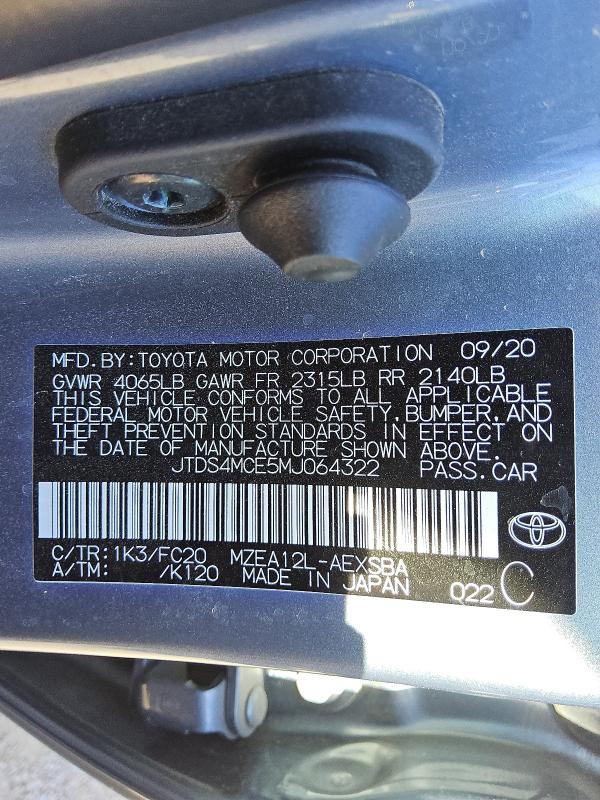 MFD.BY:TOYOTA MOTOR CORPORATION 09/20
GVWR 4065LB GAWR FR 2315LB RR 2140LB
THIS VEHICLE CONFORMS TO ALL APPLICABLE
FEDERAL MOTOR VEHICLE SAFETY,BUMPER,AND
THEFT PREVENTION STANDARDS IN EFFECT ON
THE DATE OF MANUFACTURE SHOWN ABOVE.
JTDS4MCE5MJ064322 PASS.CAR
C/TR:1K3/FC20 MZEA12L-AEXSBA
A/TM: /K120 MADE IN JAPAN Q22 C